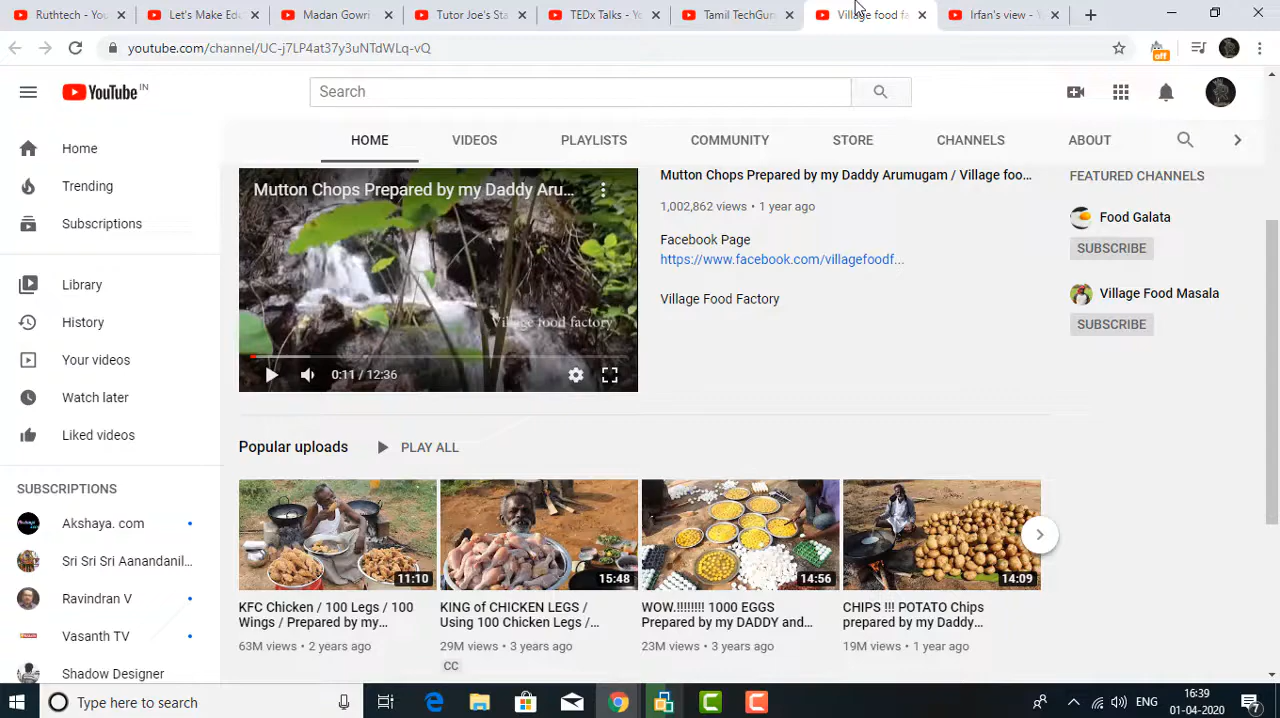 Ruthtech - You
Let's Make Edu
Madan Gowri
Tutor Joe's Sta
TEDx Talks - Yo
Tamil TechGuru
Village food fa
Irfan's view - Y
youtube.com/channel/UC-j7LP4at37y3uNTdWLq-vQ
off
YouTube IN
Search
HOME
VIDEOS
PLAYLISTS
COMMUNITY
STORE
CHANNELS
ABOUT
Home
Trending
Subscriptions
Library
History
Your videos
Watch later
Liked videos
SUBSCRIPTIONS
Akshaya. com
Sri Sri Sri Aanandanil...
Ravindran V
Vasanth TV
Shadow Designer
Mutton Chops Prepared by my Daddy Aru...
Village food factory
0:11 / 12:36
Mutton Chops Prepared by my Daddy Arumugam / Village foo...
1,002,862 views • 1 year ago
Facebook Page
https://www.facebook.com/villagefoodf...
Village Food Factory
FEATURED CHANNELS
Food Galata
SUBSCRIBE
Village Food Masala
SUBSCRIBE
Popular uploads
PLAY ALL
11:10
KFC Chicken / 100 Legs / 100
Wings / Prepared by my...
63M views • 2 years ago
15:48
KING of CHICKEN LEGS /
Using 100 Chicken Legs /...
29M views • 3 years ago
CC
14:56
WOW.!!!!!!!! 1000 EGGS
Prepared by my DADDY and...
23M views • 3 years ago
14:09
CHIPS !!! POTATO Chips
prepared by my Daddy...
19M views • 1 year ago
Type here to search
ENG
16:39
01-04-2020
7